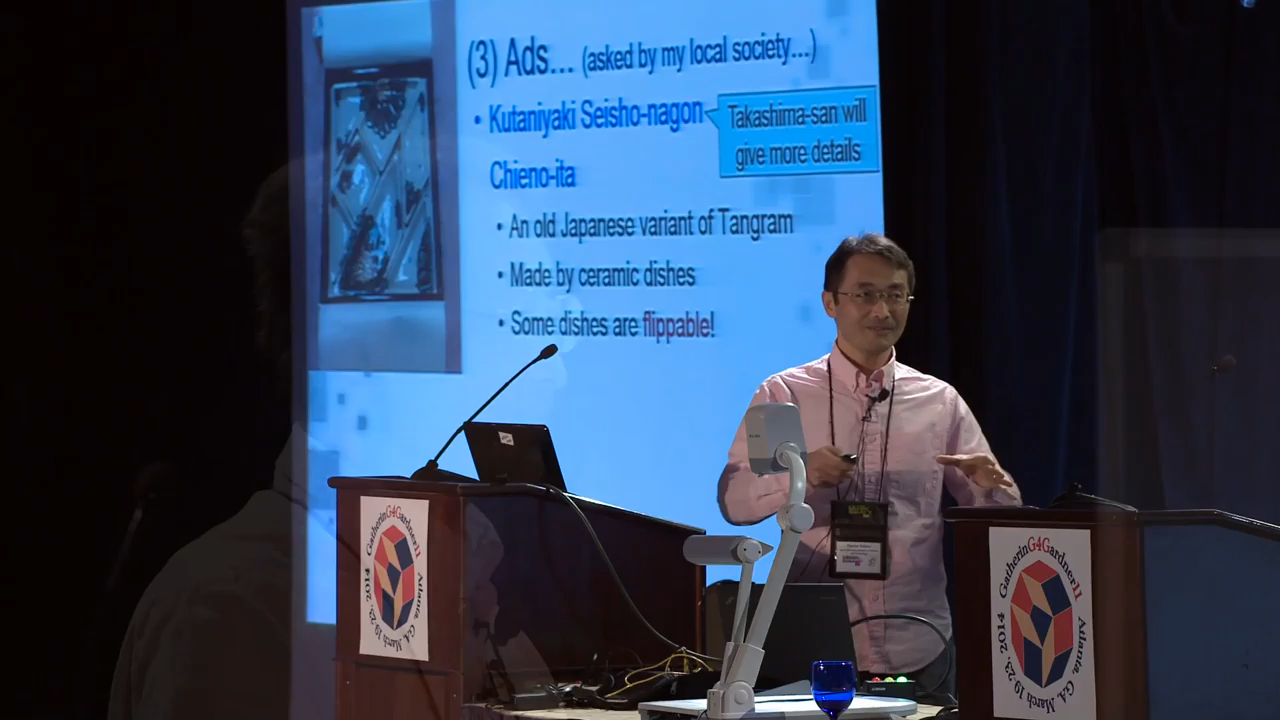 (3) Ads... (asked by my local society...)
• Kutaniyaki Seisho-nagon
Chieno-ita
Takashima-san will
give more details
• An old Japanese variant of Tangram
• Made by ceramic dishes
• Some dishes are flippable!
GatherinG4Gardner11
Atlanta, GA, March 19-23, 2014
GatherinG4Gardner11
Atlanta, GA, March 19-23, 2014